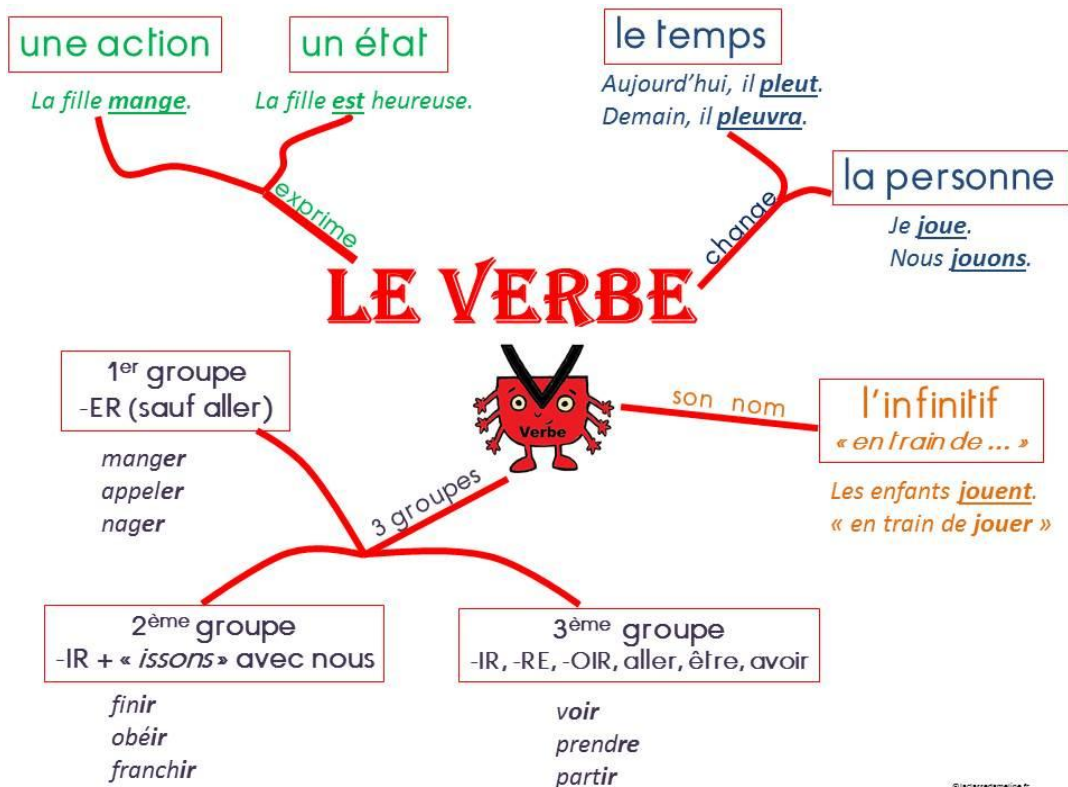 une action
La fille mange.
un état
La fille est heureuse.
le temps
Aujourd'hui, il pleut.
Demain, il pleuvra.
la personne
Je joue.
Nous jouons.
exprime
change
LE VERBE
Verbe
son nom
l'infinitif
« en train de ... »
Les enfants jouent.
« en train de jouer »
3 groupes
1er groupe
-ER (sauf aller)
manger
appeler
nager
2ème groupe
-IR + « issons » avec nous
finir
obéir
franchir
3ème groupe
-IR, -RE, -OIR, aller, être, avoir
voir
prendre
partir